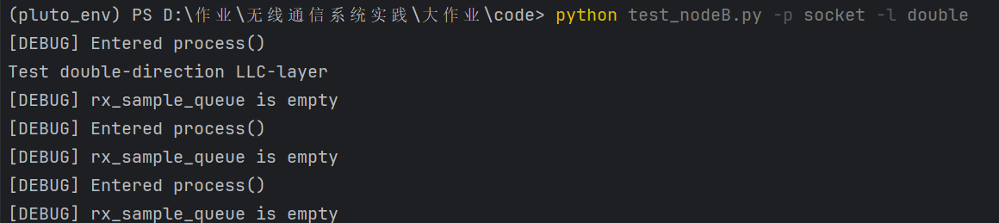 (pluto_env) PS D:\作业\无线通信系统实践\大作业\code> python test_nodeB.py -p socket -l double
[DEBUG] Entered process()
Test double-direction LLC-layer
[DEBUG] rx_sample_queue is empty
[DEBUG] Entered process()
[DEBUG] rx_sample_queue is empty
[DEBUG] Entered process()
[DEBUG] rx_sample_queue is empty